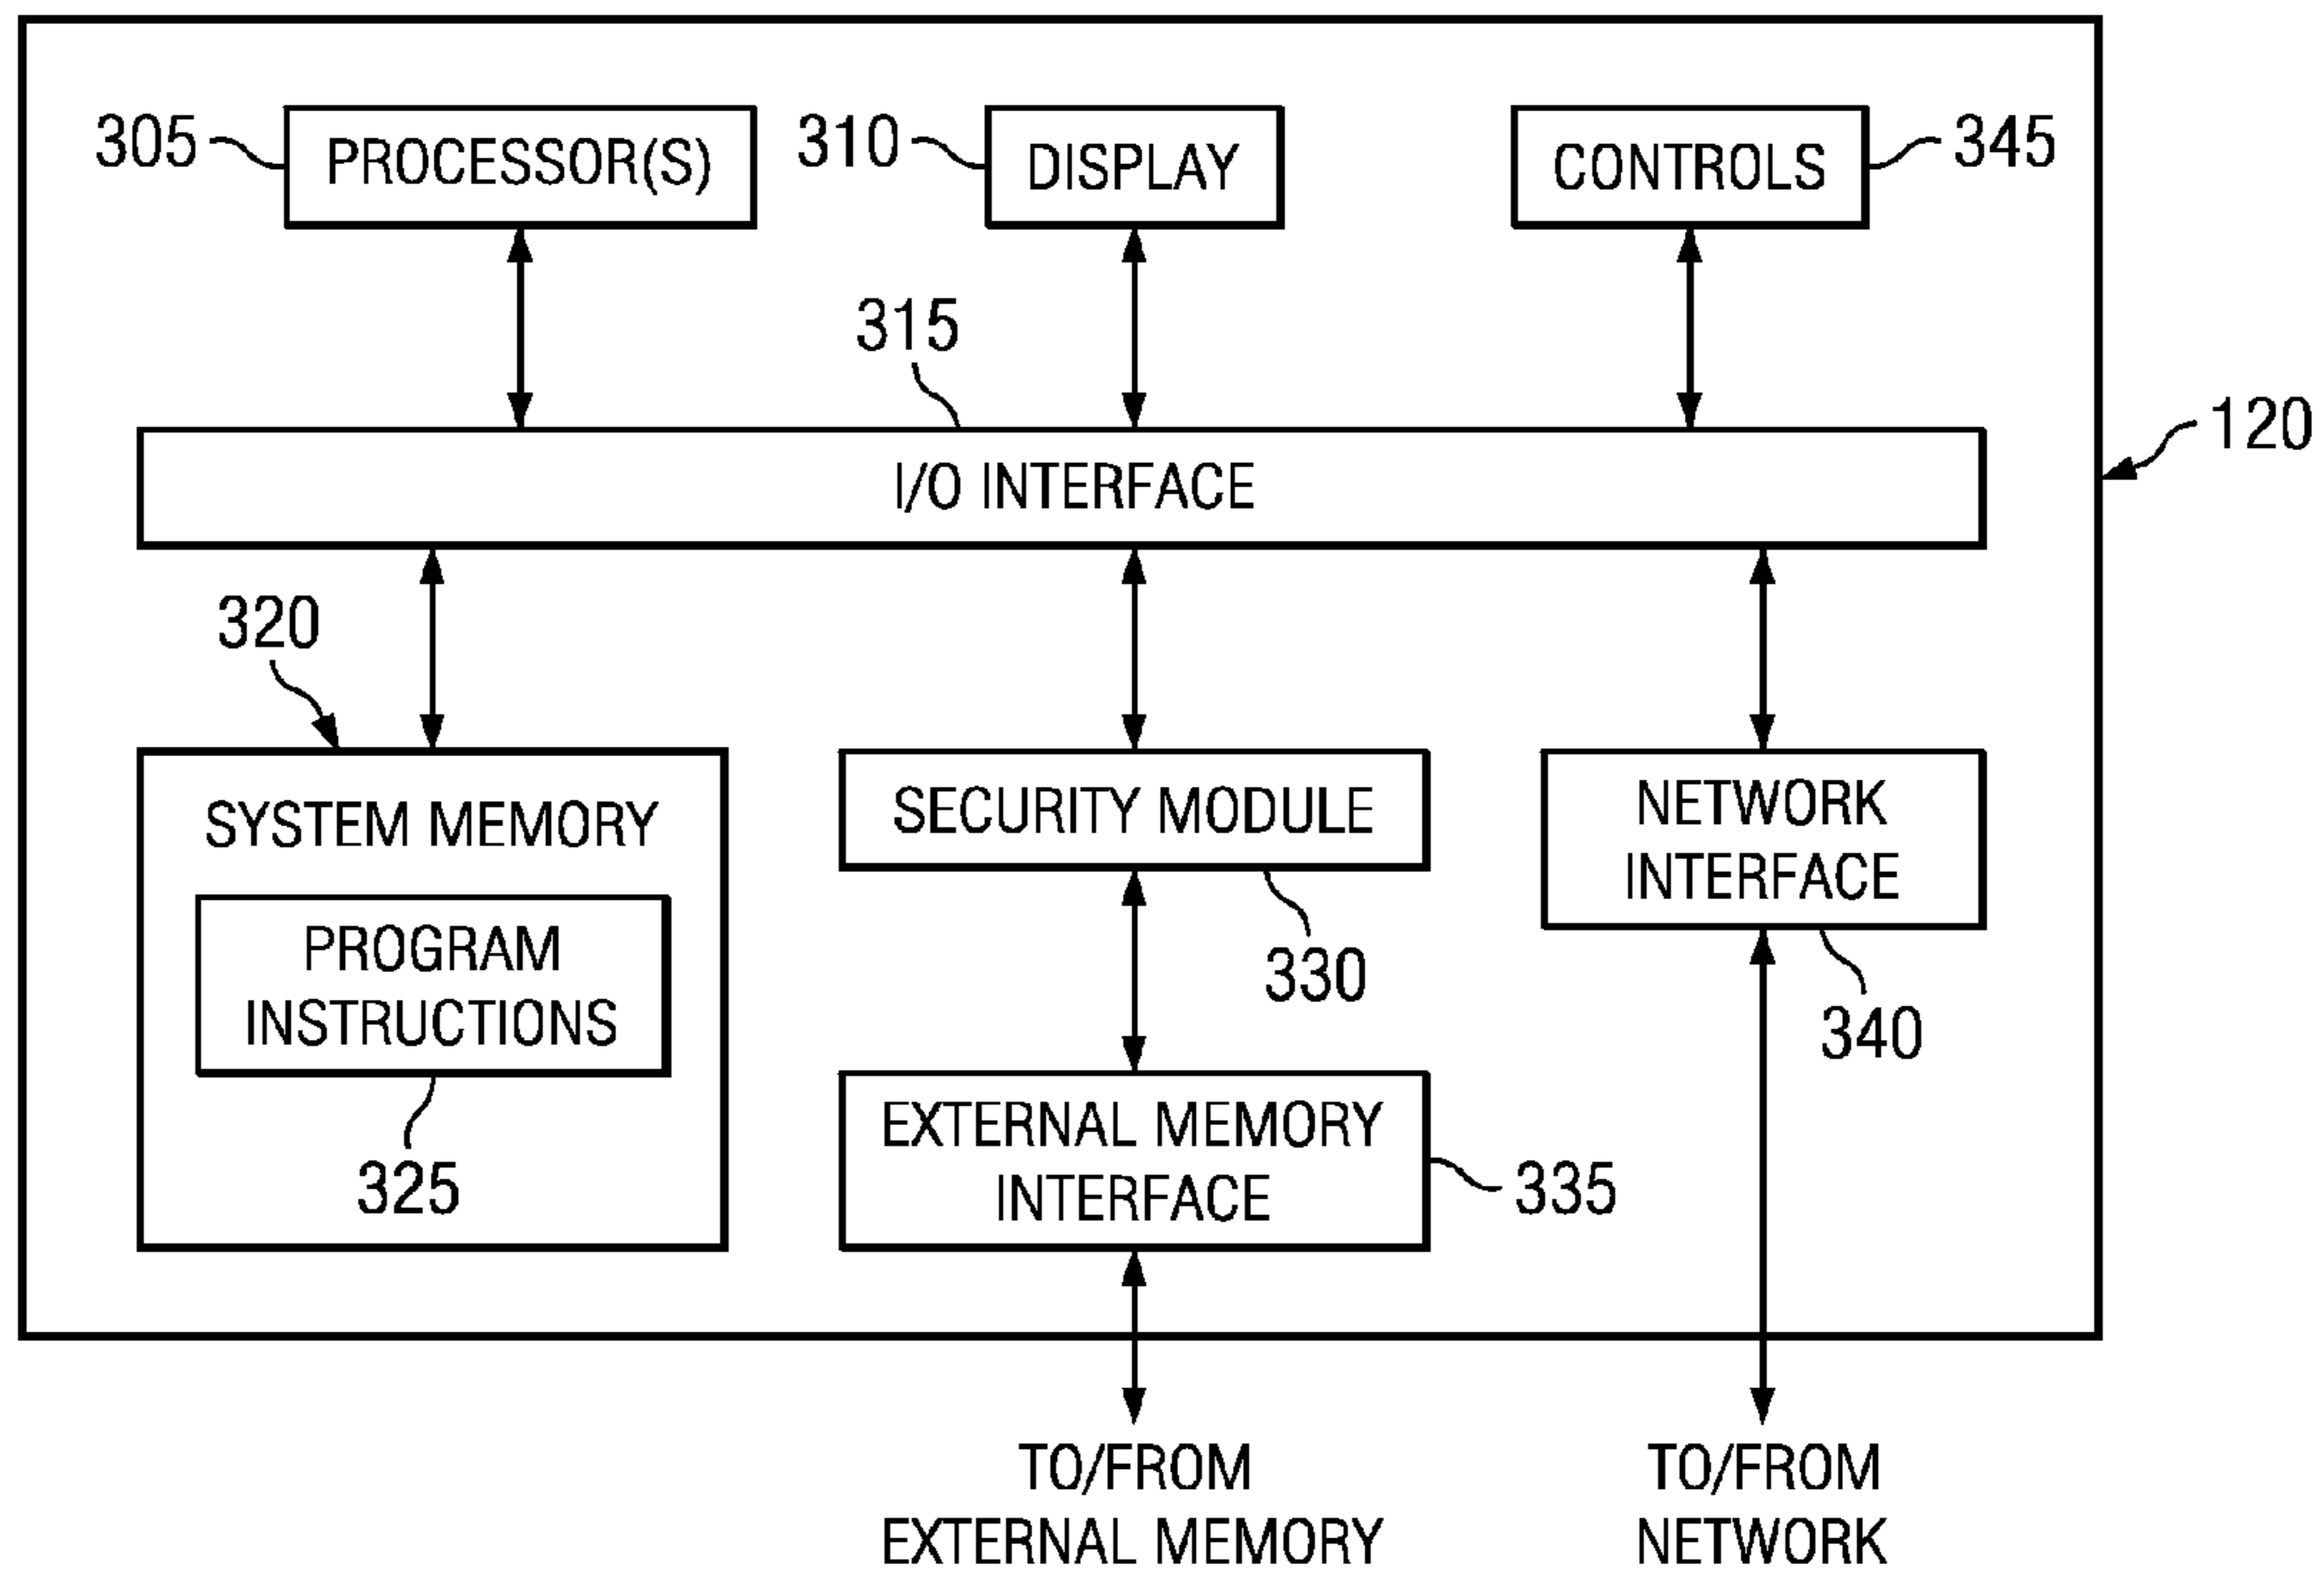 305
PROCESSOR(S)
310
DISPLAY
CONTROLS
345
315
120
I/O INTERFACE
320
SYSTEM MEMORY
PROGRAM
INSTRUCTIONS
325
SECURITY MODULE
330
NETWORK
INTERFACE
340
EXTERNAL MEMORY
INTERFACE
335
TO/FROM
EXTERNAL MEMORY
TO/FROM
NETWORK